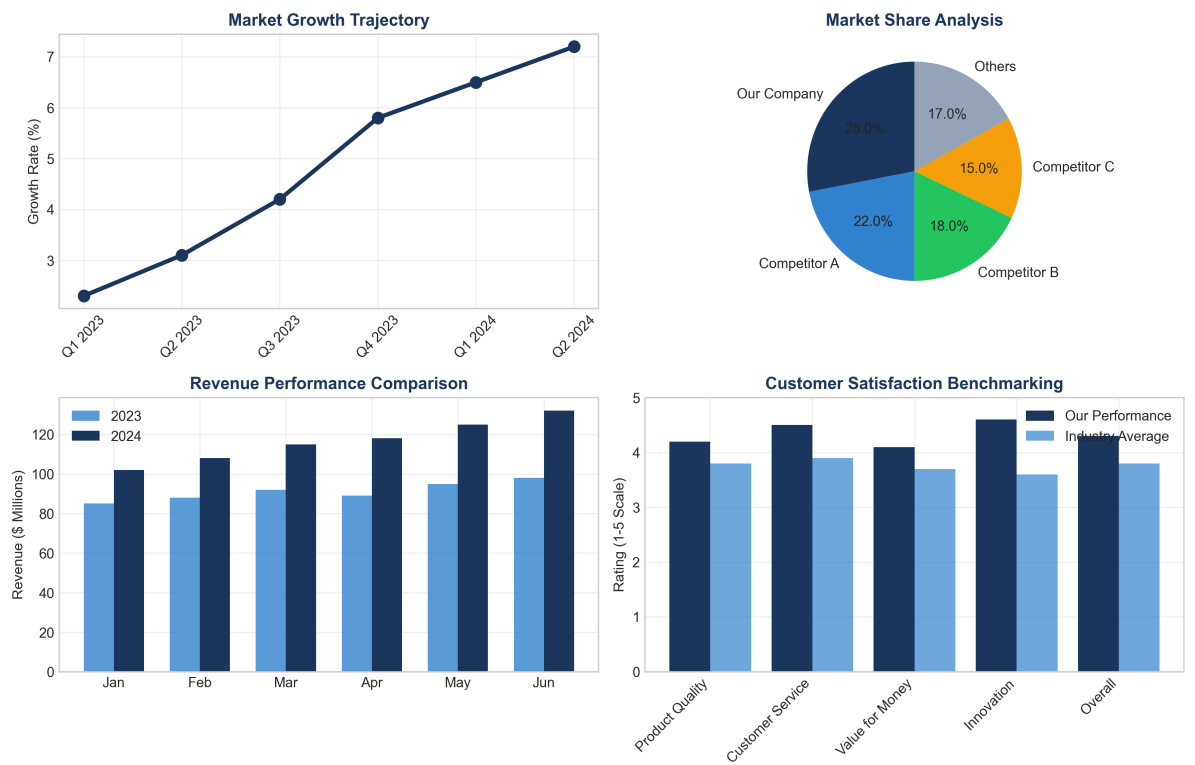 Market Growth Trajectory
Growth Rate (%)
7
6
5
4
3
Q1 2023
Q2 2023
Q3 2023
Q4 2023
Q1 2024
Q2 2024
Market Share Analysis
Others
Our Company
17.0%
28.0%
15.0%
Competitor C
22.0%
18.0%
Competitor A
Competitor B
Revenue Performance Comparison
2023
2024
Revenue ($ Millions)
120
100
80
60
40
20
0
Jan
Feb
Mar
Apr
May
Jun
Customer Satisfaction Benchmarking
Our Performance
Industry Average
Rating (1-5 Scale)
5
4
3
2
1
0
Product Quality
Customer Service
Value for Money
Innovation
Overall